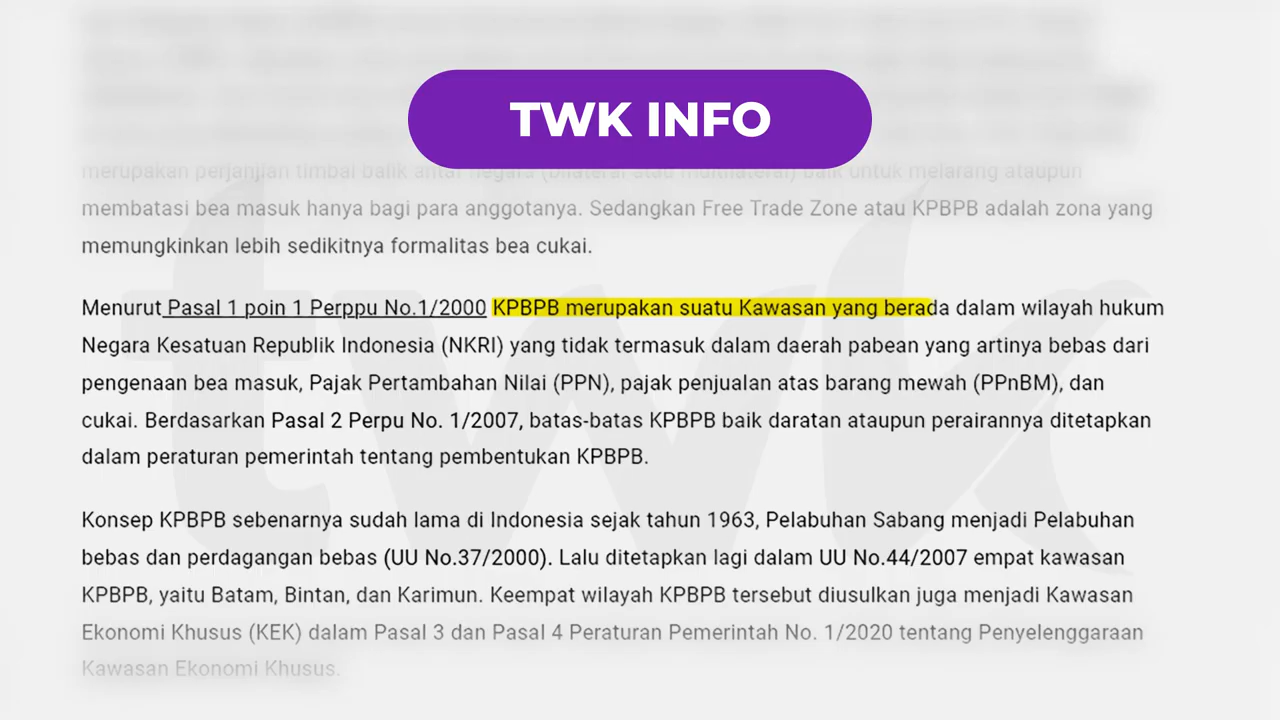 TWK INFO
merupakan perjanjian timbal balik antar negara (bilateral atau multilateral) baik untuk melarang ataupun
membatasi bea masuk hanya bagi para anggotanya. Sedangkan Free Trade Zone atau KPBPB adalah zona yang
memungkinkan lebih sedikitnya formalitas bea cukai.
Menurut Pasal 1 poin 1 Perppu No.1/2000 KPBPB merupakan suatu Kawasan yang berada dalam wilayah hukum
Negara Kesatuan Republik Indonesia (NKRI) yang tidak termasuk dalam daerah pabean yang artinya bebas dari
pengenaan bea masuk, Pajak Pertambahan Nilai (PPN), pajak penjualan atas barang mewah (PPnBM), dan
cukai. Berdasarkan Pasal 2 Perpu No. 1/2007, batas-batas KPBPB baik daratan ataupun perairannya ditetapkan
dalam peraturan pemerintah tentang pembentukan KPBPB.
Konsep KPBPB sebenarnya sudah lama di Indonesia sejak tahun 1963, Pelabuhan Sabang menjadi Pelabuhan
bebas dan perdagangan bebas (UU No.37/2000). Lalu ditetapkan lagi dalam UU No.44/2007 empat kawasan
KPBPB, yaitu Batam, Bintan, dan Karimun. Keempat wilayah KPBPB tersebut diusulkan juga menjadi Kawasan
Ekonomi Khusus (KEK) dalam Pasal 3 dan Pasal 4 Peraturan Pemerintah No. 1/2020 tentang Penyelenggaraan
Kawasan Ekonomi Khusus.
twk